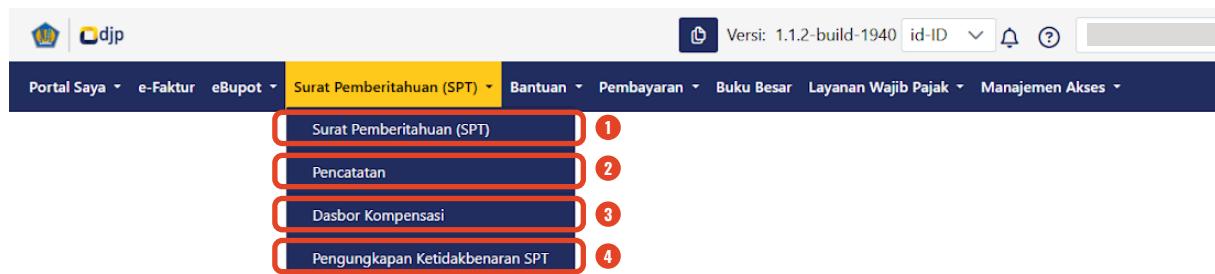 djp Versi: 1.1.2-build-1940 id-ID
Portal Saya e-Faktur eBupot Surat Pemberitahuan (SPT) Bantuan Pembayaran Buku Besar Layanan Wajib Pajak Manajemen Akses
Surat Pemberitahuan (SPT) 1
Pencatatan 2
Dasbor Kompensasi 3
Pengungkapan Ketidakbenaran SPT 4